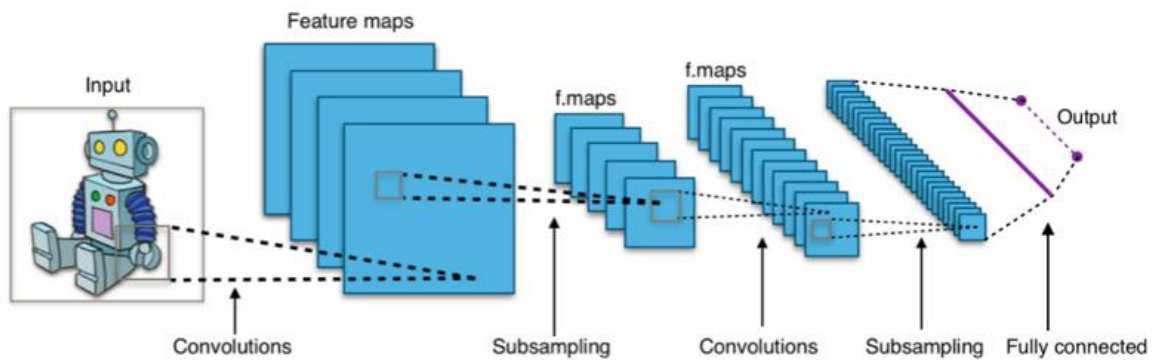 Feature maps
Input
f.maps
f.maps
Output
Convolutions
Subsampling
Convolutions
Subsampling
Fully connected